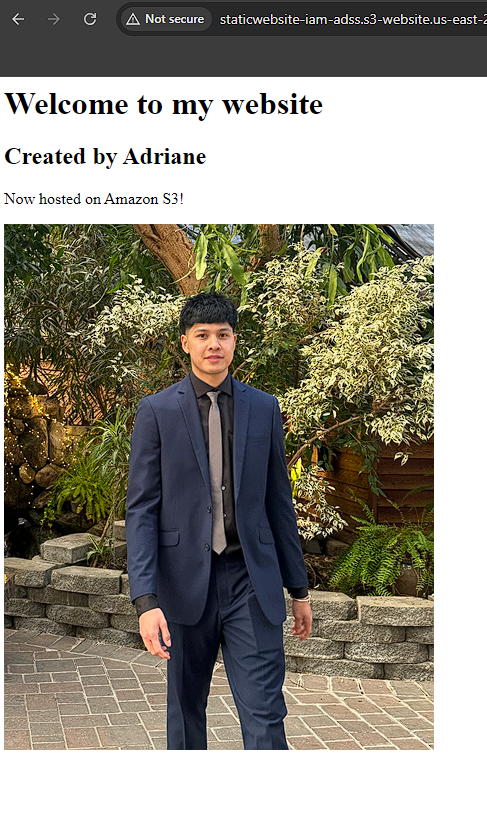 Not secure staticwebsite-iam-adss.s3-website.us-east-2
Welcome to my website
Created by Adriane
Now hosted on Amazon S3!